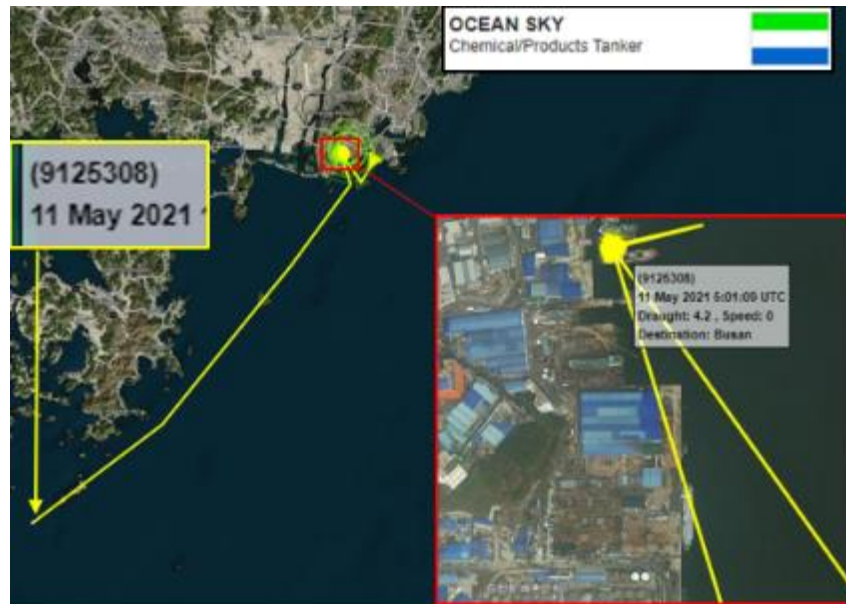 OCEAN SKY
Chemical/Products Tanker
(9125308)
11 May 2021
(9125308)
11 May 2021 5:01:09 UTC
Draught: 4.2 , Speed: 0
Destination: Busan